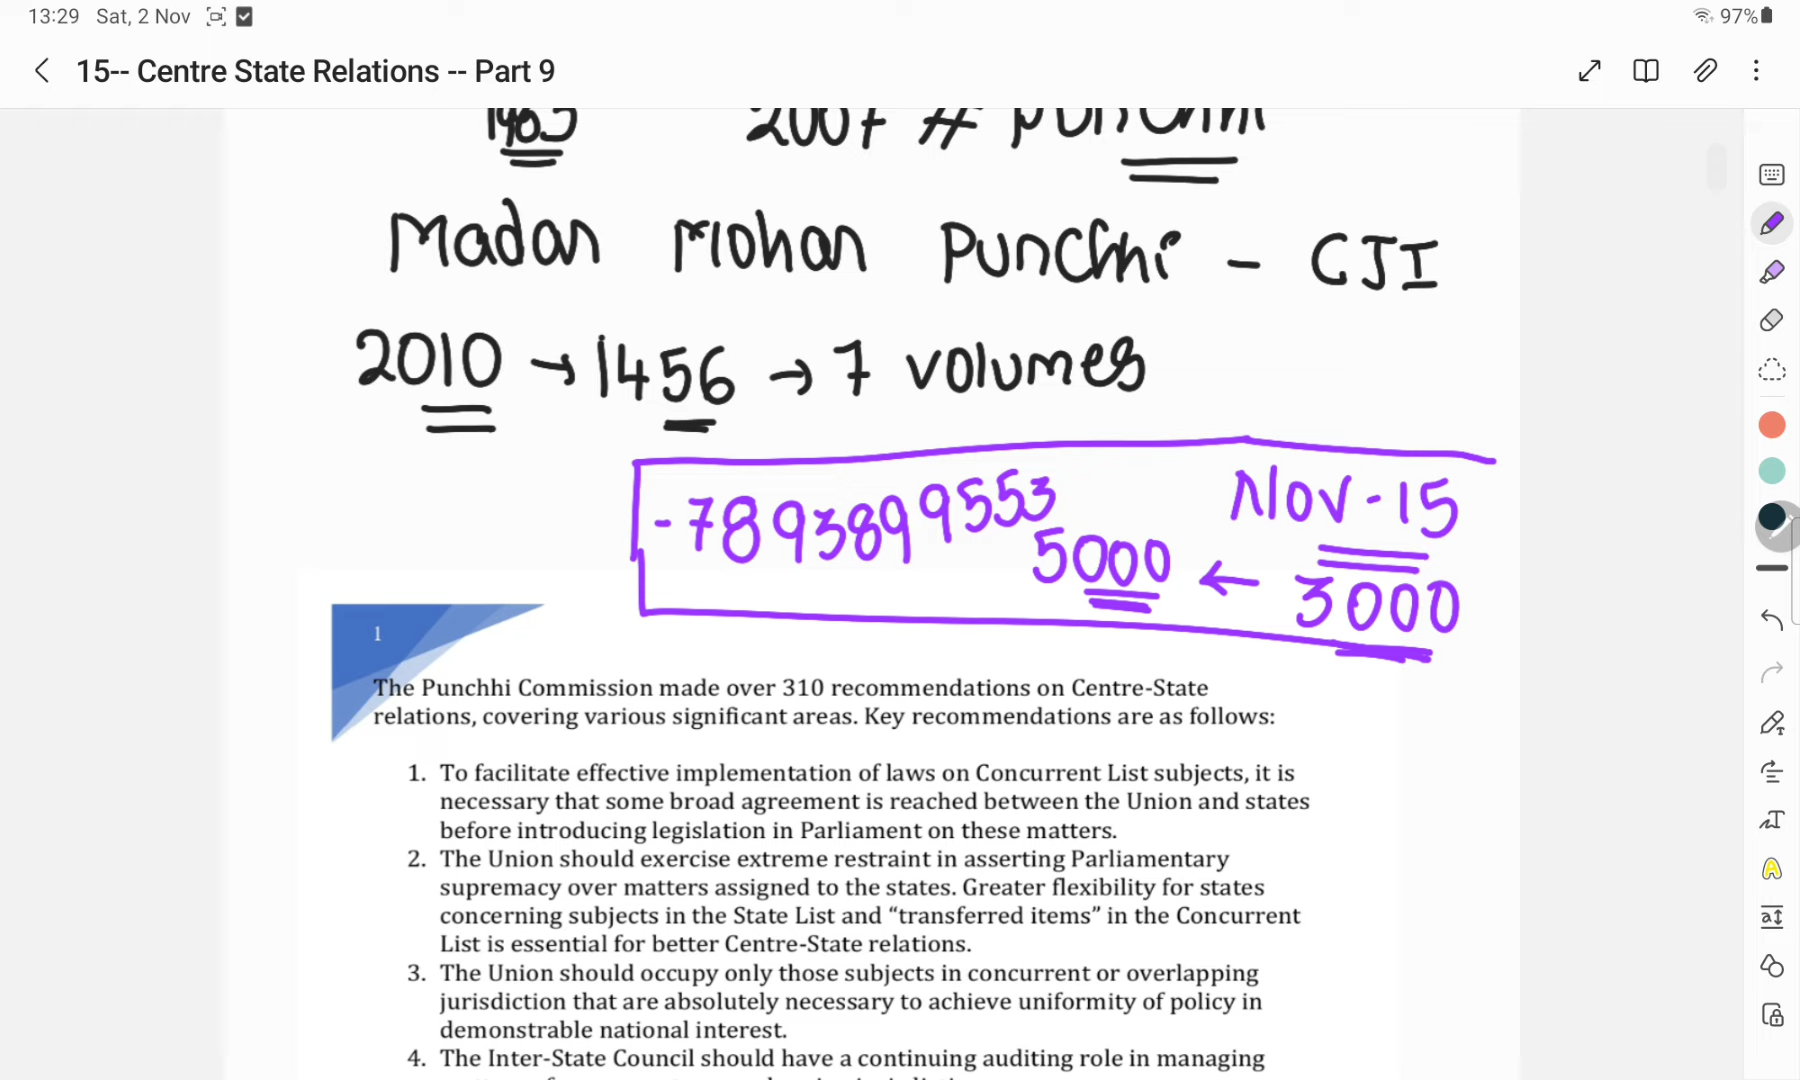 13:29 Sat, 2 Nov
97%
15-- Centre State Relations -- Part 9
1983 2007 # Punchhi
Madan Mohan Punchhi - CJI
2010 → 1456 → 7 volumes
-7893899553 Nov-15
5000 ← 3000
1
The Punchhi Commission made over 310 recommendations on Centre-State
relations, covering various significant areas. Key recommendations are as follows:
1. To facilitate effective implementation of laws on Concurrent List subjects, it is
necessary that some broad agreement is reached between the Union and states
before introducing legislation in Parliament on these matters.
2. The Union should exercise extreme restraint in asserting Parliamentary
supremacy over matters assigned to the states. Greater flexibility for states
concerning subjects in the State List and “transferred items” in the Concurrent
List is essential for better Centre-State relations.
3. The Union should occupy only those subjects in concurrent or overlapping
jurisdiction that are absolutely necessary to achieve uniformity of policy in
demonstrable national interest.
4. The Inter-State Council should have a continuing auditing role in managing